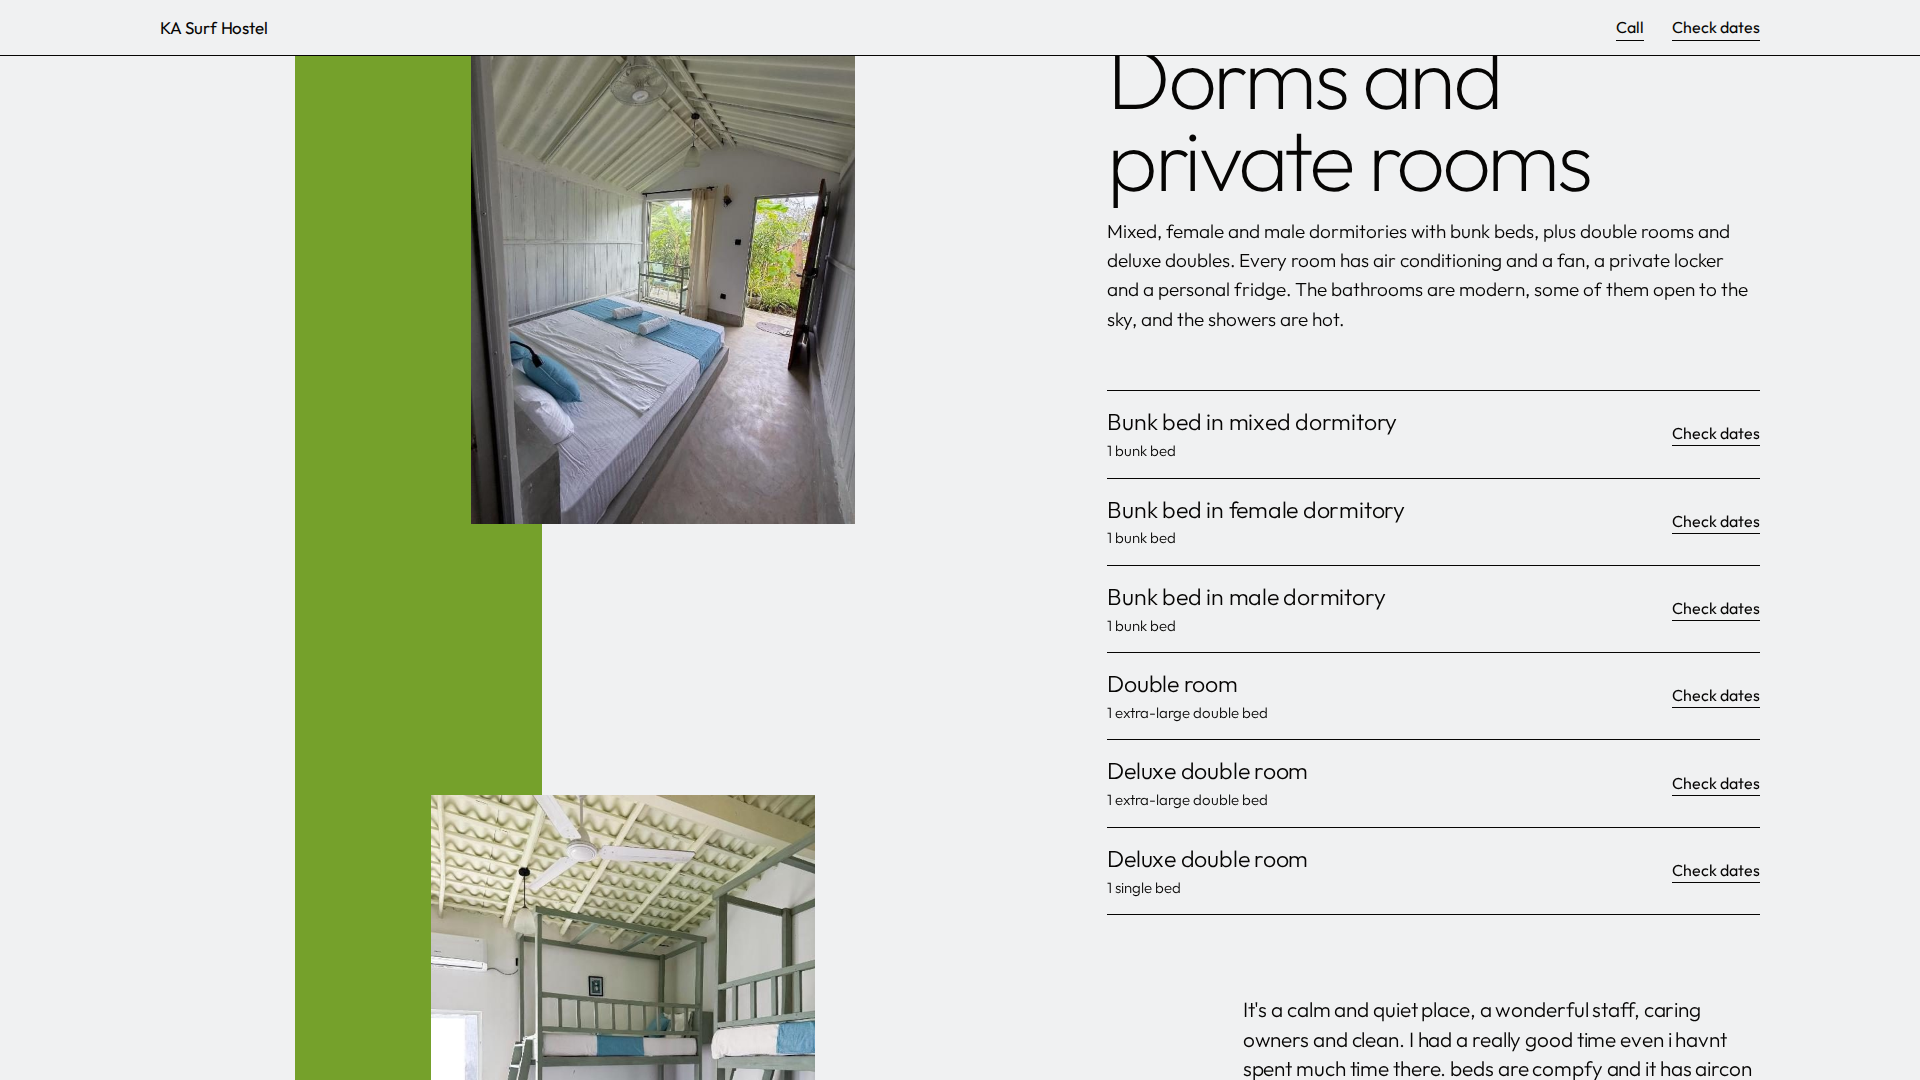 KA Surf Hostel
Call
Check dates
Dorms and
private rooms
Mixed, female and male dormitories with bunk beds, plus double rooms and
deluxe doubles. Every room has air conditioning and a fan, a private locker
and a personal fridge. The bathrooms are modern, some of them open to the
sky, and the showers are hot.
Bunk bed in mixed dormitory
1 bunk bed
Check dates
Bunk bed in female dormitory
1 bunk bed
Check dates
Bunk bed in male dormitory
1 bunk bed
Check dates
Double room
1 extra-large double bed
Check dates
Deluxe double room
1 extra-large double bed
Check dates
Deluxe double room
1 single bed
Check dates
It's a calm and quiet place, a wonderful staff, caring
owners and clean. I had a really good time even i havnt
spent much time there. beds are compfy and it has aircon